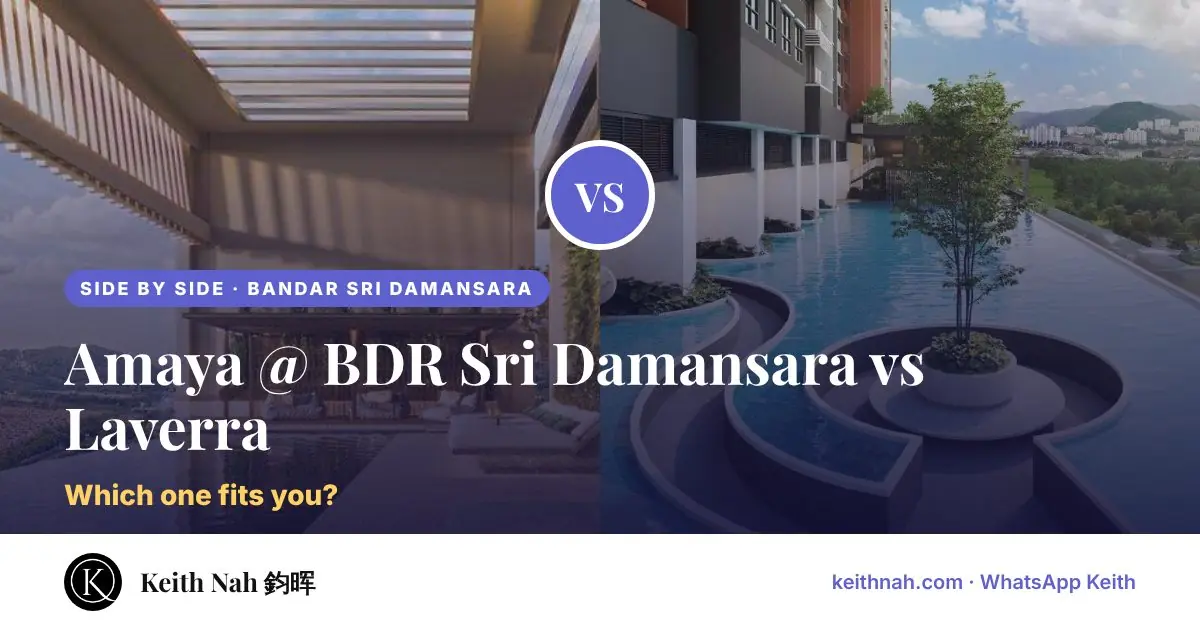 VS
SIDE BY SIDE · BANDAR SRI DAMANSARA
Amaya @ BDR Sri Damansara vs
Laverra
Which one fits you?
K
Keith Nah 鈞晖
keithnah.com · WhatsApp Keith